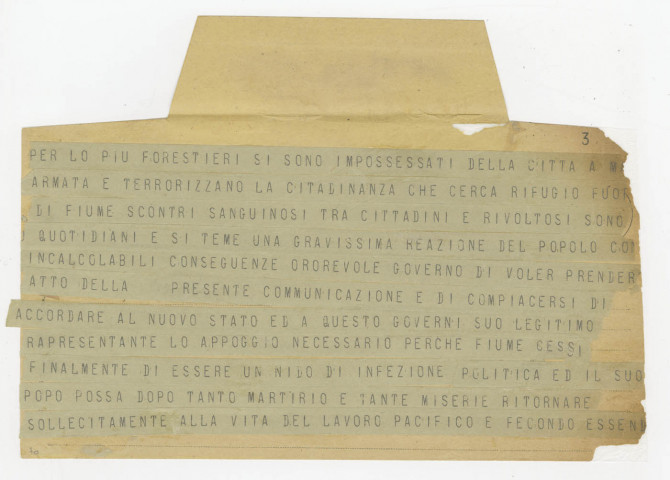 3
PER LO PIU FORESTIERI SI SONO IMPOSSESSATI DELLA CITTA A
ARMATA E TERRORIZZANO LA CITADINANZA CHE CERCA RIFUGIO FUOR
DI FIUME SCONTRI SANGUINOSI TRA CITTADINI E RIVOLTOSI SONO
QUOTIDIANI E SI TEME UNA GRAVISSIMA REAZIONE DEL POPOLO CON
INCALCOLABILI CONSEGUENZE OROREVOLE GOVERNO DI VOLER PRENDER
ATTO DELLA PRESENTE COMMUNICAZIONE E DI COMPIACERSI DI
ACCORDARE AL NUOVO STATO ED A QUESTO GOVERNI SUO LEGITIMO
RAPRESENTANTE LO APPOGGIO NECESSARIO PERCHE FIUME CESSI
FINALMENTE DI ESSERE UN NIDO DI INFEZIONE POLITICA ED IL SUO
POPO POSSA DOPO TANTO MARTIRIO E TANTE MISERIE RITORNARE
SOLLECITAMENTE ALLA VITA DEL LAVORO PACIFICO E FECONDO ESSEN